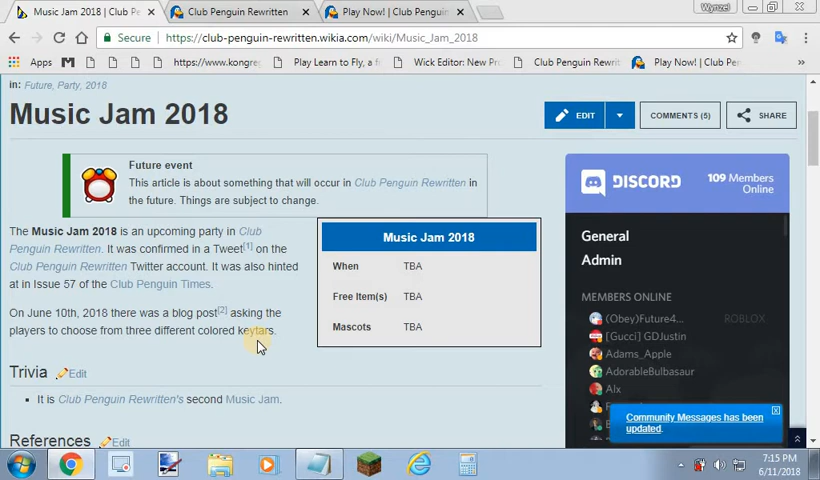 Music Jam 2018 | Club Pe
Club Penguin Rewritten
Play Now! | Club Penguin
Wynzel
Secure
https://club-penguin-rewritten.wikia.com/wiki/Music_Jam_2018
Apps
https://www.kongreg
Play Learn to Fly, a f
Wick Editor: New Pro
Club Penguin Rewrit
Play Now! | Club Pen
in: Future, Party, 2018
Music Jam 2018
EDIT
COMMENTS (5)
SHARE
Future event
This article is about something that will occur in Club Penguin Rewritten in
the future. Things are subject to change.
The Music Jam 2018 is an upcoming party in Club
Penguin Rewritten. It was confirmed in a Tweet[1] on the
Club Penguin Rewritten Twitter account. It was also hinted
at in Issue 57 of the Club Penguin Times.
On June 10th, 2018 there was a blog post[2] asking the
players to choose from three different colored keytars.
Music Jam 2018
When TBA
Free Item(s) TBA
Mascots TBA
Trivia Edit
It is Club Penguin Rewritten's second Music Jam.
References Edit
DISCORD
109 Members
Online
General
Admin
MEMBERS ONLINE
(Obey)Future4... ROBLOX
[Gucci] GDJustin
Adams_Apple
AdorableBulbasaur
Alx
Community Messages has been
updated.
7:15 PM
6/11/2018